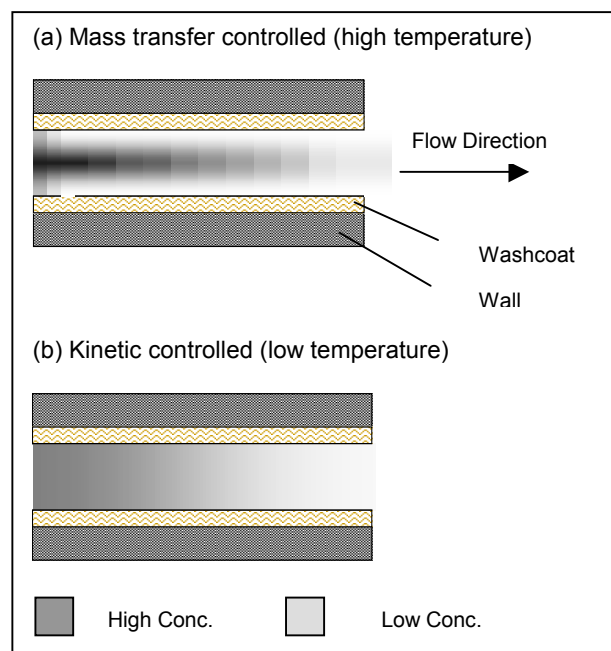 (a) Mass transfer controlled (high temperature)
Flow Direction
Washcoat
Wall
(b) Kinetic controlled (low temperature)
High Conc.
Low Conc.